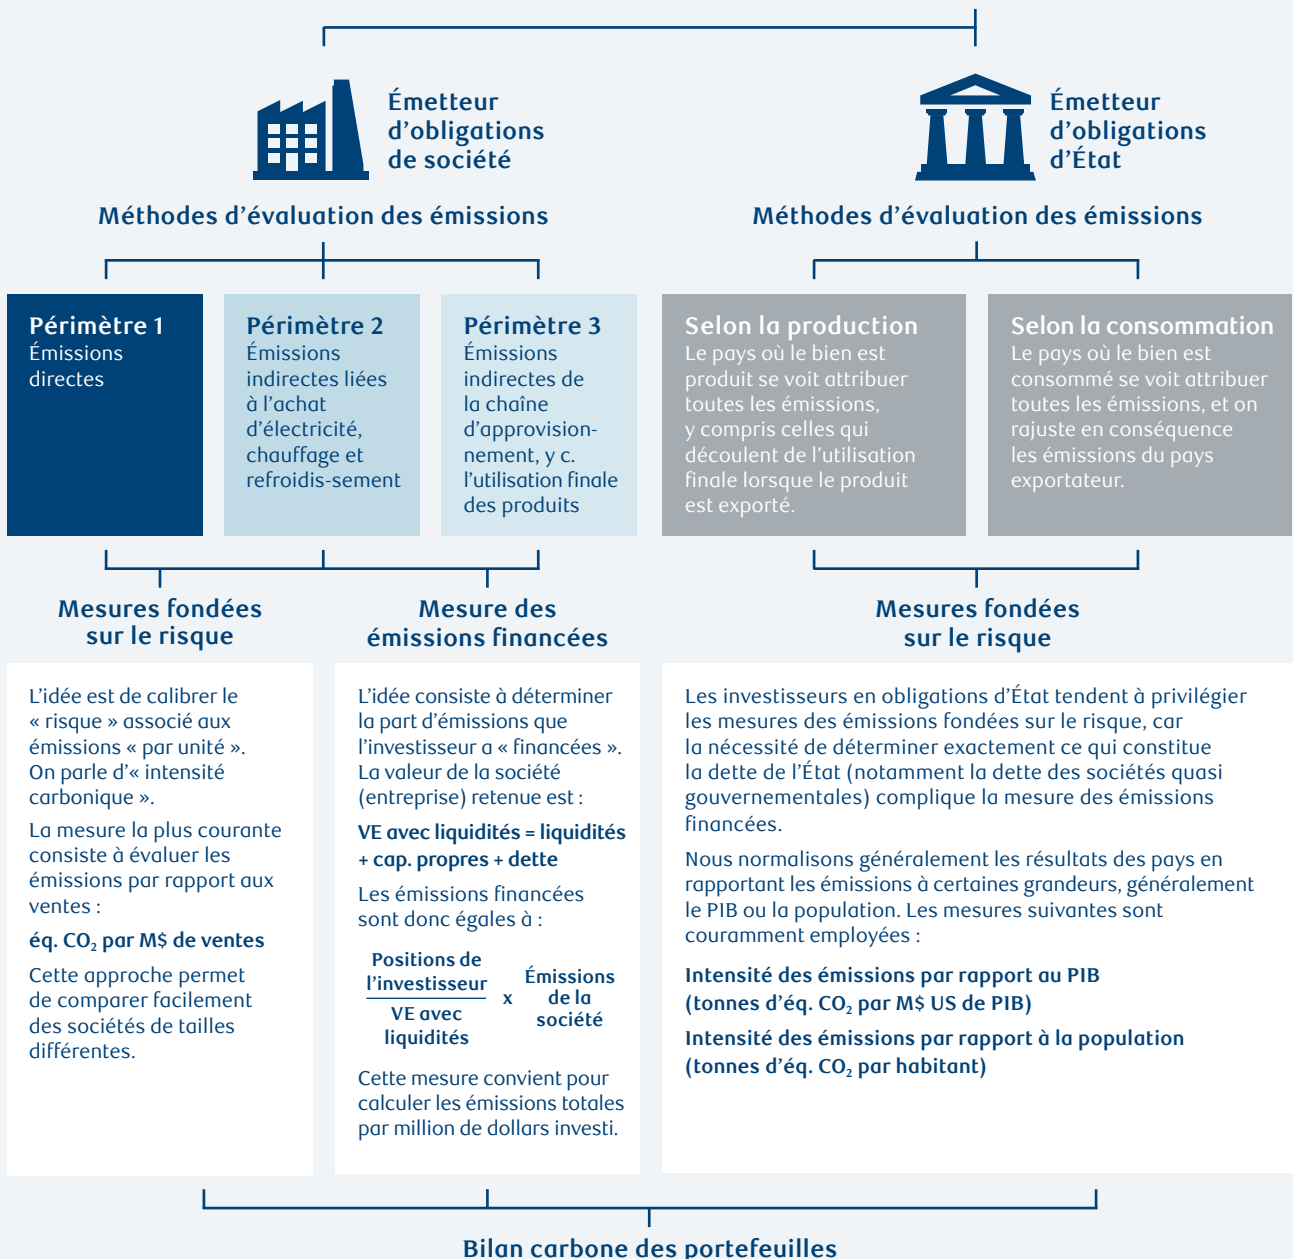 Émetteur
d’obligations
de société
Émetteur
d’obligations
d’État
Méthodes d’évaluation des émissions
Méthodes d’évaluation des émissions
Périmètre 1
Émissions
directes
Périmètre 2
Émissions
indirectes liées
à l’achat
d’électricité,
chauffage et
refroidis-sement
Périmètre 3
Émissions
indirectes de
la chaîne
d’approvision-
nement, y c.
l’utilisation finale
des produits
Selon la production
Le pays où le bien est
produit se voit attribuer
toutes les émissions,
y compris celles qui
découlent de l’utilisation
finale lorsque le produit
est exporté.
Selon la consommation
Le pays où le bien est
consommé se voit attribuer
toutes les émissions, et on
rajuste en conséquence
les émissions du pays
exportateur.
Mesures fondées
sur le risque
Mesure des
émissions financées
Mesures fondées
sur le risque
L’idée est de calibrer le
« risque » associé aux
émissions « par unité ».
On parle d’« intensité
carbonique ».
La mesure la plus courante
consiste à évaluer les
émissions par rapport aux
ventes :
éq. CO₂ par M$ de ventes
Cette approche permet
de comparer facilement
des sociétés de tailles
différentes.
L’idée consiste à déterminer
la part d’émissions que
l’investisseur a « financées ».
La valeur de la société
(entreprise) retenue est :
VE avec liquidités = liquidités
+ cap. propres + dette
Les émissions financées
sont donc égales à :
Positions de
l’investisseur
VE avec
liquidités
x
Émissions
de la
société
Cette mesure convient pour
calculer les émissions totales
par million de dollars investi.
Les investisseurs en obligations d’État tendent à privilégier
les mesures des émissions fondées sur le risque, car
la nécessité de déterminer exactement ce qui constitue
la dette de l’État (notamment la dette des sociétés quasi
gouvernementales) complique la mesure des émissions
financées.
Nous normalisons généralement les résultats des pays en
rapportant les émissions à certaines grandeurs, généralement
le PIB ou la population. Les mesures suivantes sont
couramment employées :
Intensité des émissions par rapport au PIB
(tonnes d’éq. CO₂ par M$ US de PIB)
Intensité des émissions par rapport à la population
(tonnes d’éq. CO₂ par habitant)
Bilan carbone des portefeuilles